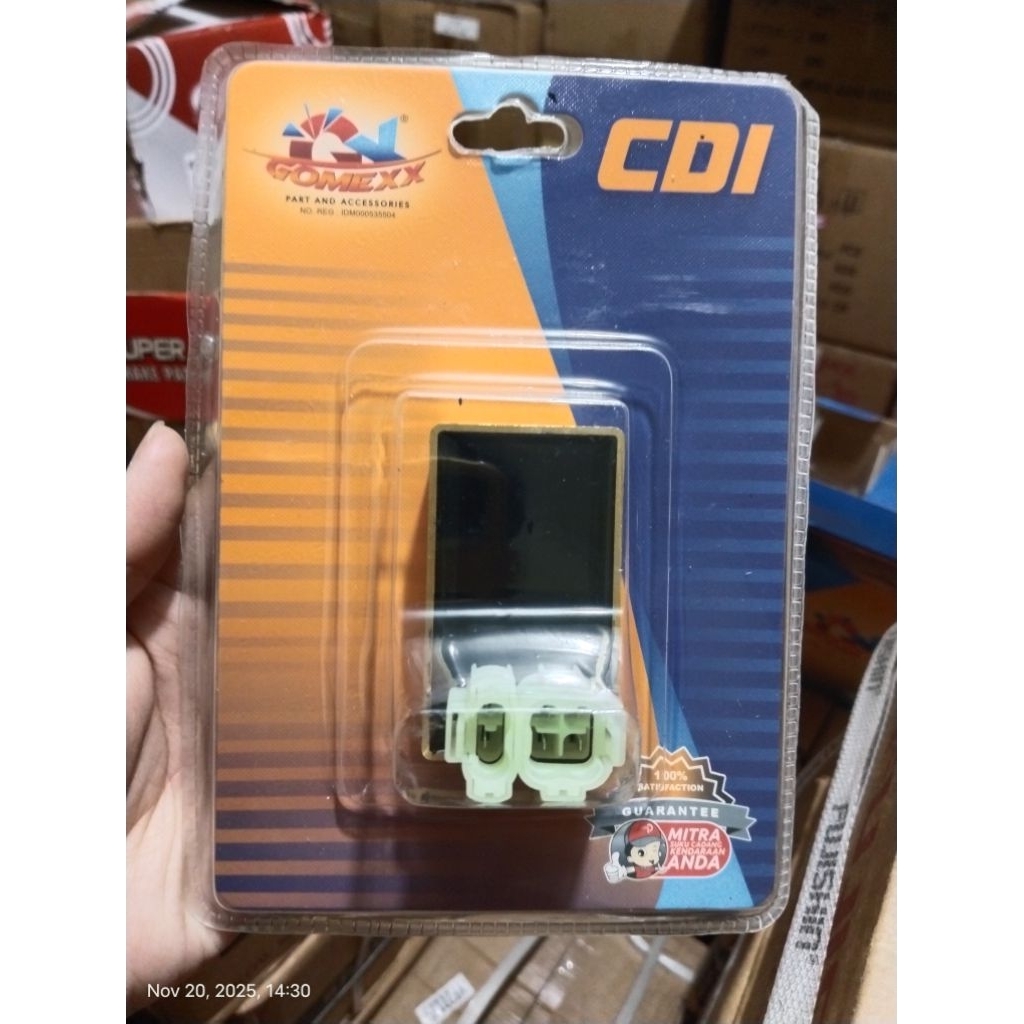 GOMEXX
®
PART AND ACCESSORIES
NO. REG : IDM000535504
CDI
100%
SATISFACTION
GUARANTEE
MITRA
SUKU CADANG
KENDARAAN
ANDA
Nov 20, 2025, 14:30